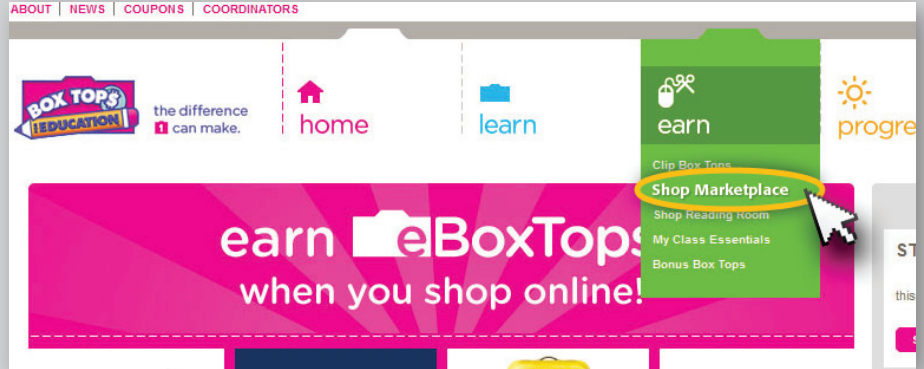 ABOUT | NEWS | COUPONS | COORDINATORS
BOX TOPS
FOR EDUCATION
the difference
1 can make.
home
learn
earn
progre
Clip Box Tops
Shop Marketplace
Shop Reading Room
My Class Essentials
Bonus Box Tops
earn eBoxTops
when you shop online!
ST
this